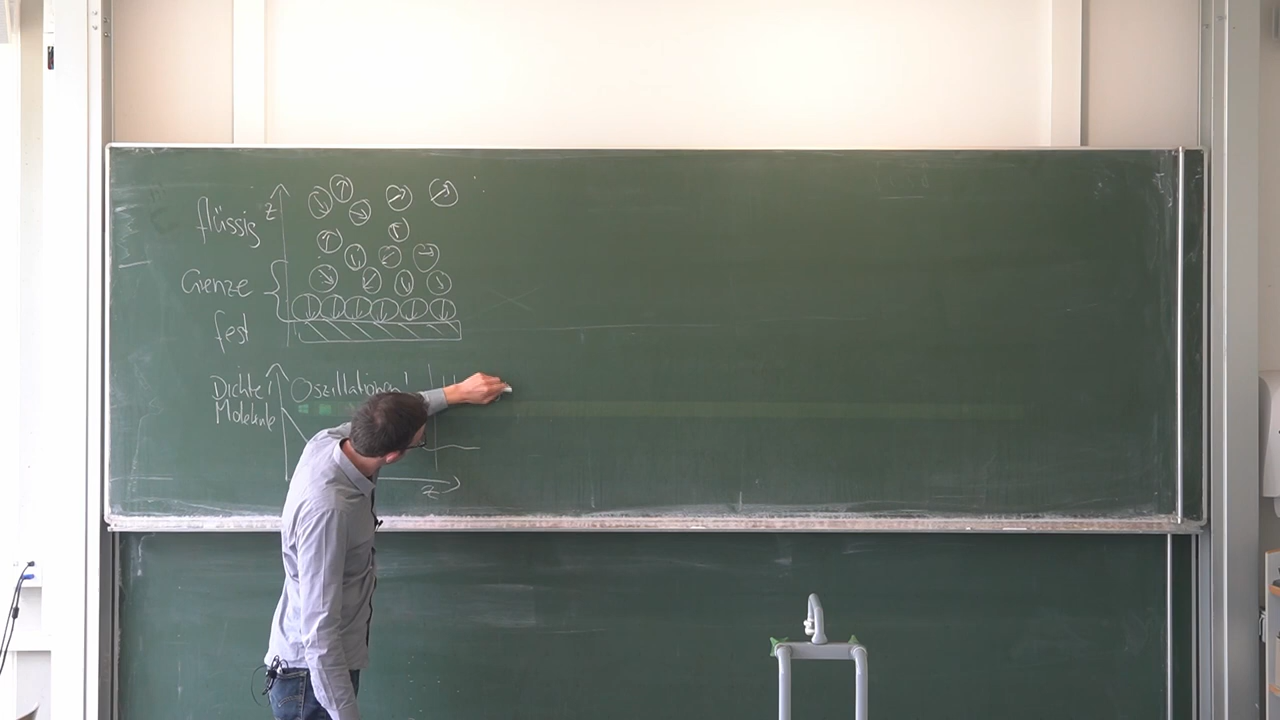 flüssig
z
Grenze
fest
Dichte
Oszillationen!
Moleküle
z